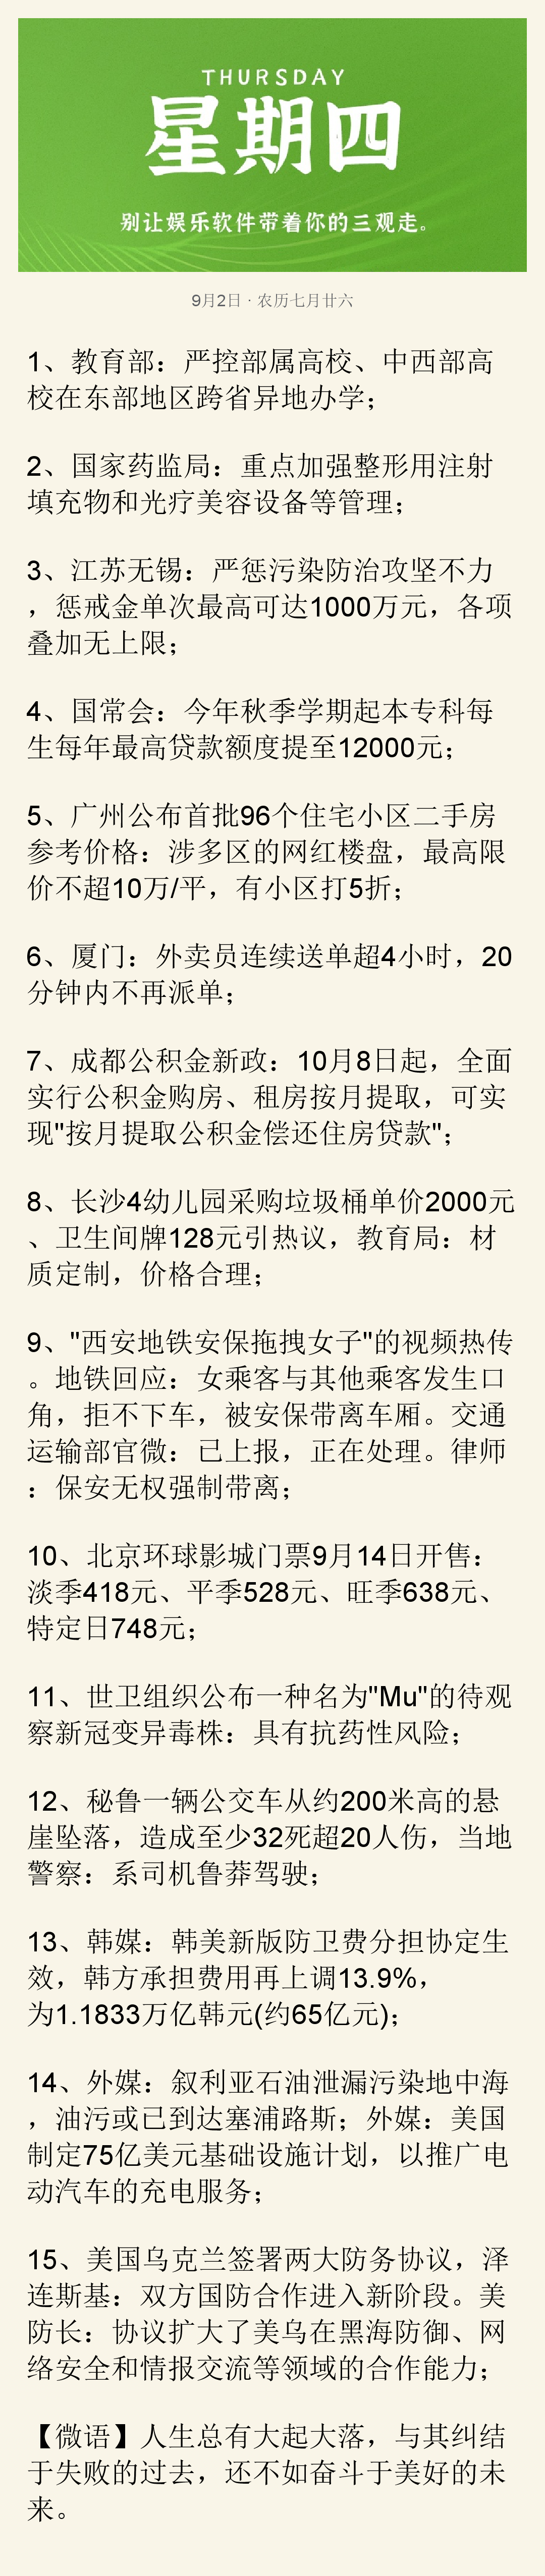 THURSDAY
星期四
别让娱乐软件带着你的三观走。
9月2日 · 农历七月廿六
1、教育部：严控部属高校、中西部高
校在东部地区跨省异地办学；
2、国家药监局：重点加强整形用注射
填充物和光疗美容设备等管理；
3、江苏无锡：严惩污染防治攻坚不力
，惩戒金单次最高可达1000万元，各项
叠加无上限；
4、国常会：今年秋季学期起本专科每
生每年最高贷款额度提至12000元；
5、广州公布首批96个住宅小区二手房
参考价格：涉多区的网红楼盘，最高限
价不超10万/平，有小区打5折；
6、厦门：外卖员连续送单超4小时，20
分钟内不再派单；
7、成都公积金新政：10月8日起，全面
实行公积金购房、租房按月提取，可实
现"按月提取公积金偿还住房贷款"；
8、长沙4幼儿园采购垃圾桶单价2000元
、卫生间牌128元引热议，教育局：材
质定制，价格合理；
9、"西安地铁安保拖拽女子"的视频热传
。地铁回应：女乘客与其他乘客发生口
角，拒不下车，被安保带离车厢。交通
运输部官微：已上报，正在处理。律师
：保安无权强制带离；
10、北京环球影城门票9月14日开售：
淡季418元、平季528元、旺季638元、
特定日748元；
11、世卫组织公布一种名为"Mu"的待观
察新冠变异毒株：具有抗药性风险；
12、秘鲁一辆公交车从约200米高的悬
崖坠落，造成至少32死超20人伤，当地
警察：系司机鲁莽驾驶；
13、韩媒：韩美新版防卫费分担协定生
效，韩方承担费用再上调13.9%，
为1.1833万亿韩元(约65亿元)；
14、外媒：叙利亚石油泄漏污染地中海
，油污或已到达塞浦路斯；外媒：美国
制定75亿美元基础设施计划，以推广电
动汽车的充电服务；
15、美国乌克兰签署两大防务协议，泽
连斯基：双方国防合作进入新阶段。美
防长：协议扩大了美乌在黑海防御、网
络安全和情报交流等领域的合作能力；
【微语】人生总有大起大落，与其纠结
于失败的过去，还不如奋斗于美好的未
来。